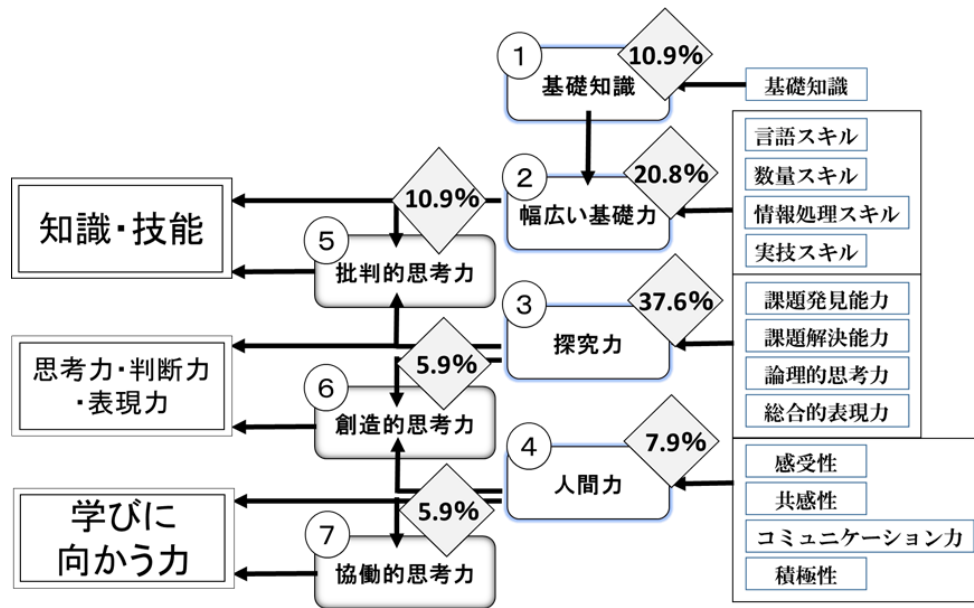 1
10.9%
基礎知識
基礎知識
2
20.8%
幅広い基礎力
言語スキル
数量スキル
情報処理スキル
実技スキル
知識・技能
10.9%
5
批判的思考力
3
37.6%
探究力
課題発見能力
課題解決能力
論理的思考力
総合的表現力
思考力・判断力
・表現力
5.9%
6
創造的思考力
4
7.9%
人間力
感受性
共感性
コミュニケーション力
積極性
学びに
向かう力
5.9%
7
協働的思考力